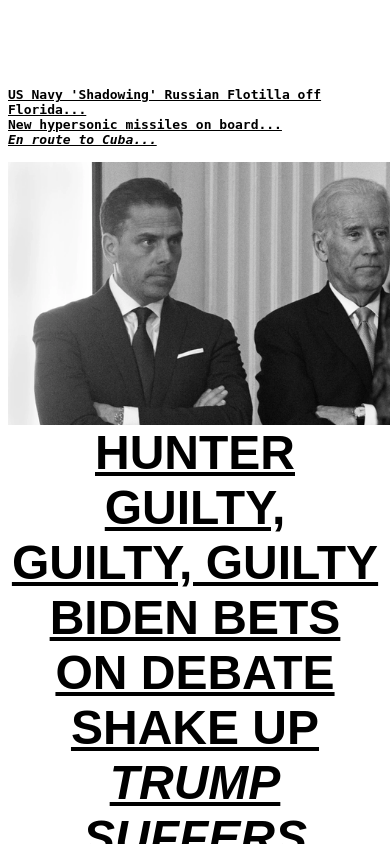 US Navy 'Shadowing' Russian Flotilla off
Florida...
New hypersonic missiles on board...
En route to Cuba...
HUNTER
GUILTY,
GUILTY, GUILTY
BIDEN BETS
ON DEBATE
SHAKE UP
TRUMP
SUFFERS